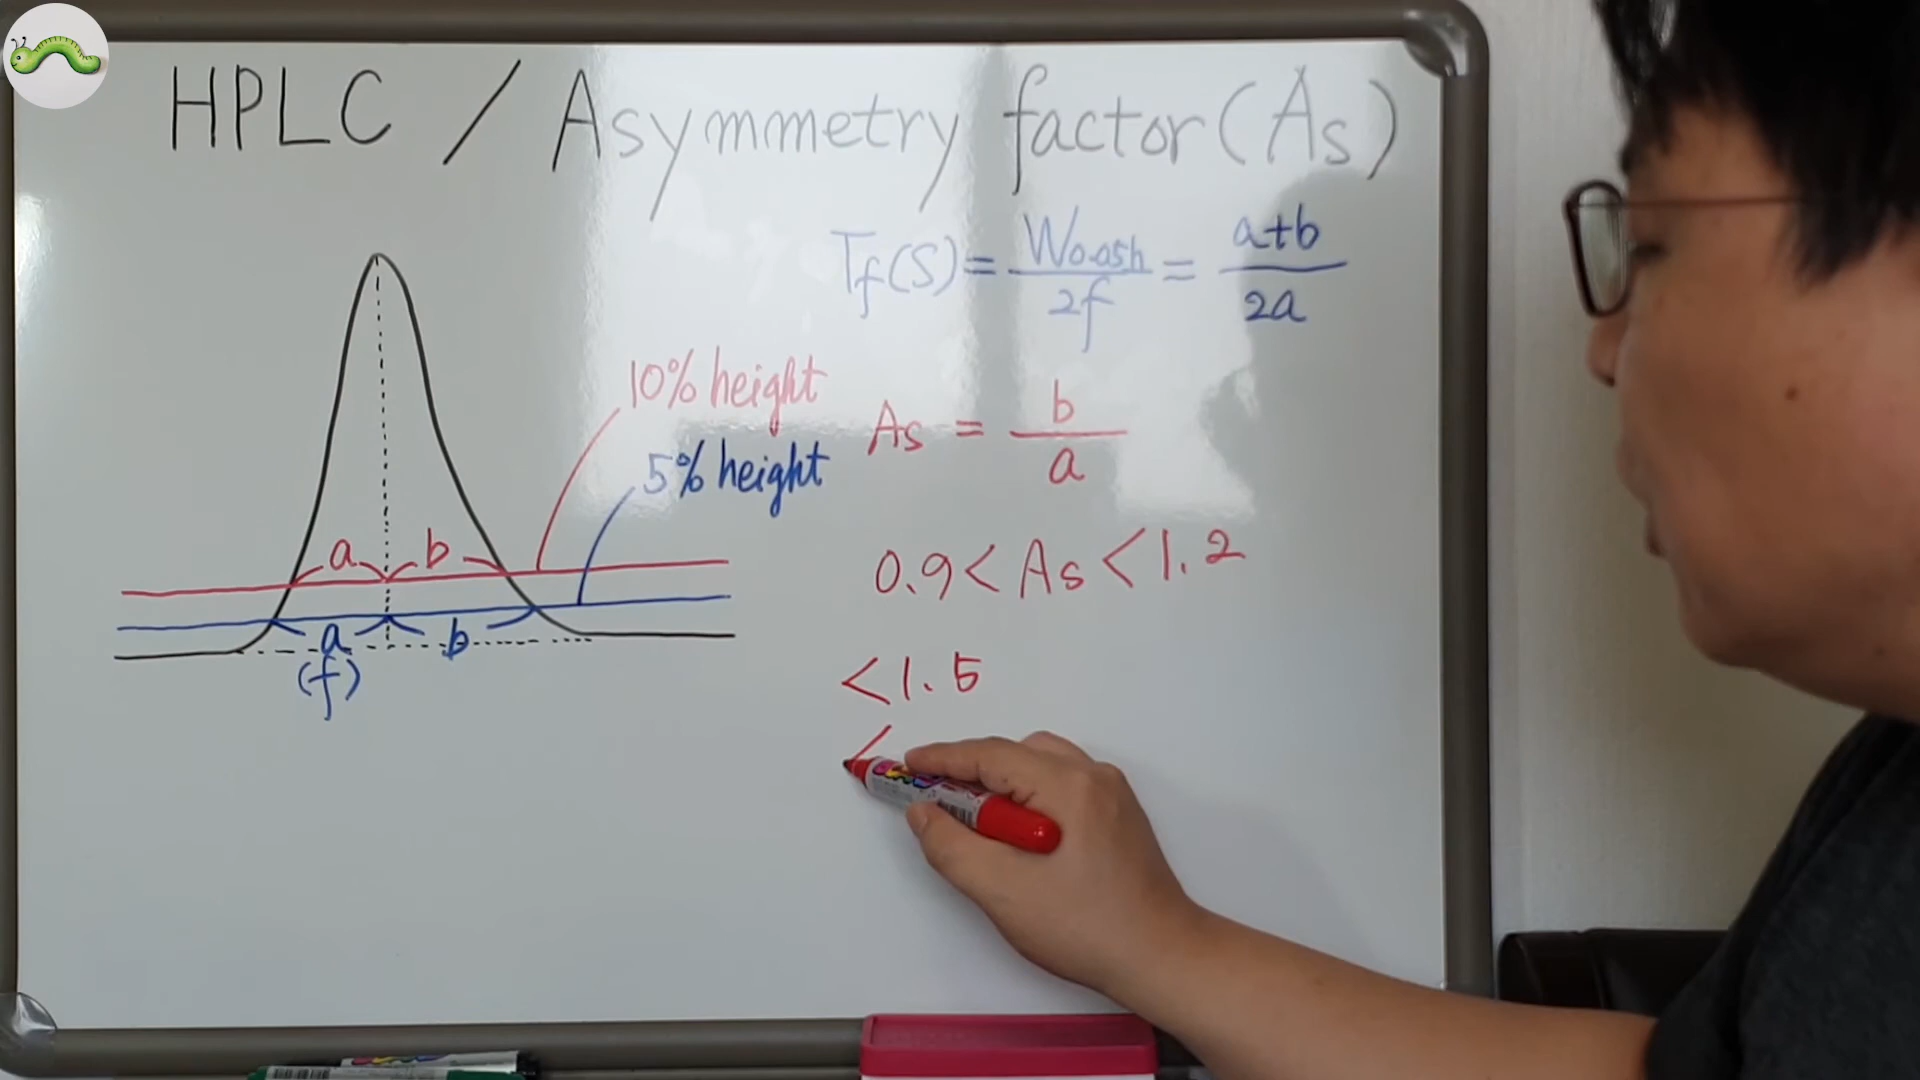 HPLC / Asymmetry factor (As)
Tf(S) = W0.05h / 2f = a+b / 2a
10% height
5% height
As = b / a
a b
a b
(f)
0.9 < As < 1.2
< 1.5
<